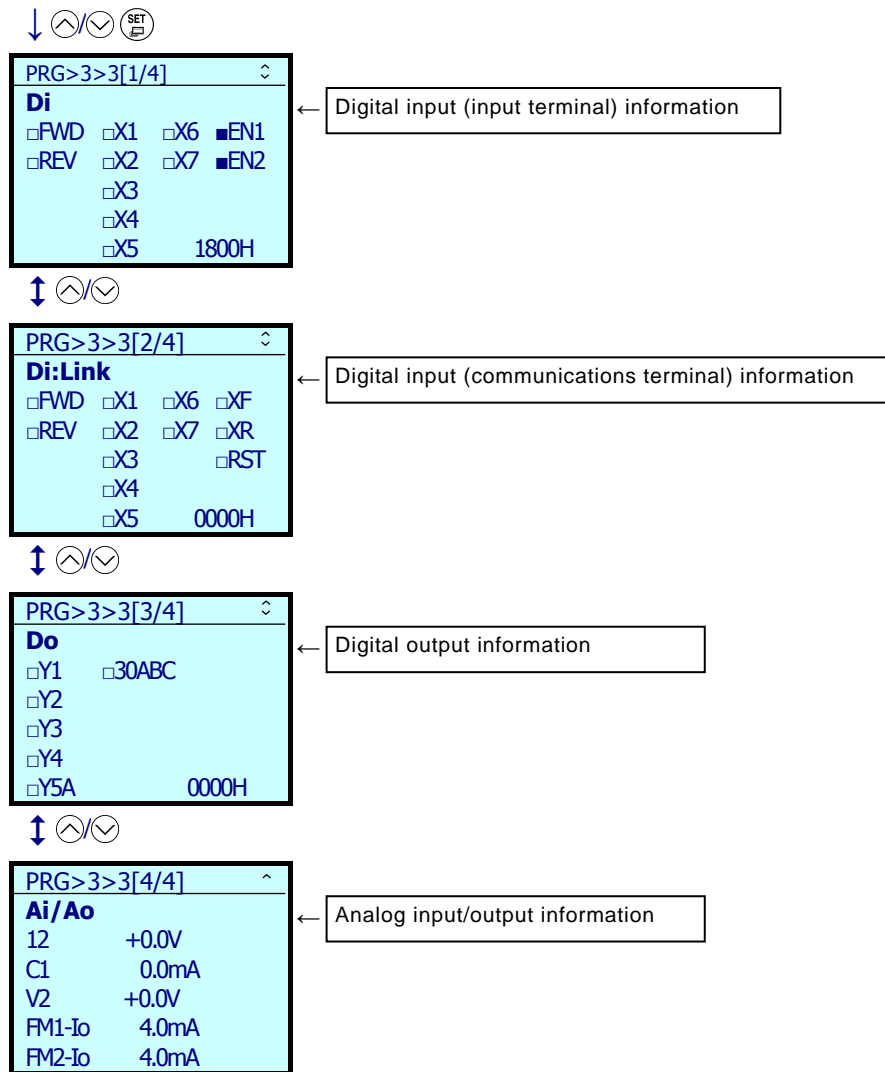 ↓ /  SET
PRG>3>3[1/4]
Di
□FWD □X1 □X6 ■EN1
□REV □X2 □X7 ■EN2
□X3
□X4
□X5 1800H
← Digital input (input terminal) information
↕ /
PRG>3>3[2/4]
Di:Link
□FWD □X1 □X6 □XF
□REV □X2 □X7 □XR
□X3 □RST
□X4
□X5 0000H
← Digital input (communications terminal) information
↕ /
PRG>3>3[3/4]
Do
□Y1 □30ABC
□Y2
□Y3
□Y4
□Y5A 0000H
← Digital output information
↕ /
PRG>3>3[4/4]
Ai/Ao
12 +0.0V
C1 0.0mA
V2 +0.0V
FM1-Io 4.0mA
FM2-Io 4.0mA
← Analog input/output information